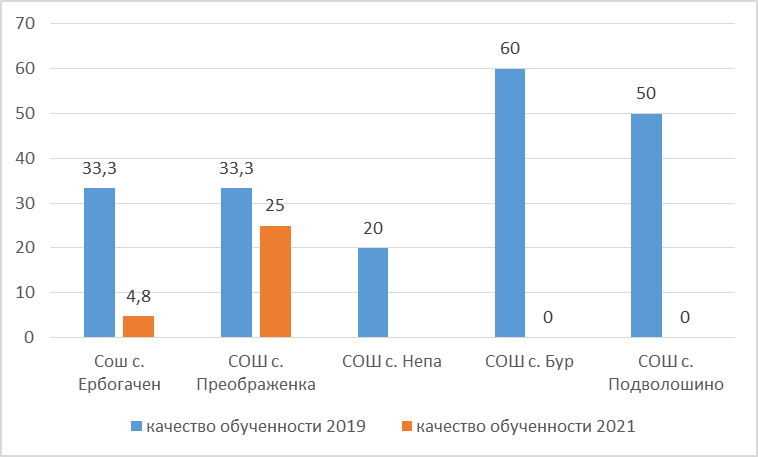 70
60
50
40
30
20
10
0
33,3
4,8
33,3
25
20
60
0
50
0
Сош с.
Ербогачен
СОШ с.
Преображенка
СОШ с. Непа
СОШ с. Бур
СОШ с.
Подволошино
качество обученности 2019
качество обученности 2021